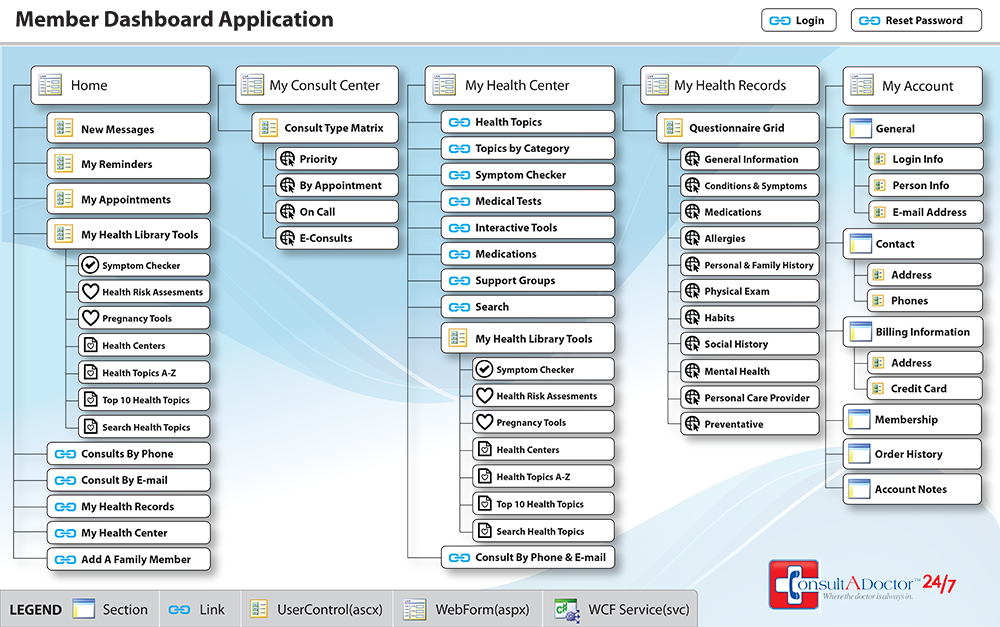 Member Dashboard Application
Login
Reset Password
Home
New Messages
My Reminders
My Appointments
My Health Library Tools
Symptom Checker
Health Risk Assesments
Pregnancy Tools
Health Centers
Health Topics A-Z
Top 10 Health Topics
Search Health Topics
Consults By Phone
Consult By E-mail
My Health Records
My Health Center
Add A Family Member
My Consult Center
Consult Type Matrix
Priority
By Appointment
On Call
E-Consults
My Health Center
Health Topics
Topics by Category
Symptom Checker
Medical Tests
Interactive Tools
Medications
Support Groups
Search
My Health Library Tools
Symptom Checker
Health Risk Assesments
Pregnancy Tools
Health Centers
Health Topics A-Z
Top 10 Health Topics
Search Health Topics
Consult By Phone & E-mail
My Health Records
Questionnaire Grid
General Information
Conditions & Symptoms
Medications
Allergies
Personal & Family History
Physical Exam
Habits
Social History
Mental Health
Personal Care Provider
Preventative
My Account
General
Login Info
Person Info
E-mail Address
Contact
Address
Phones
Billing Information
Address
Credit Card
Membership
Order History
Account Notes
ConsultADoctor™ 24/7
Where the doctor is always in.
LEGEND
Section
Link
UserControl(ascx)
WebForm(aspx)
WCF Service(svc)